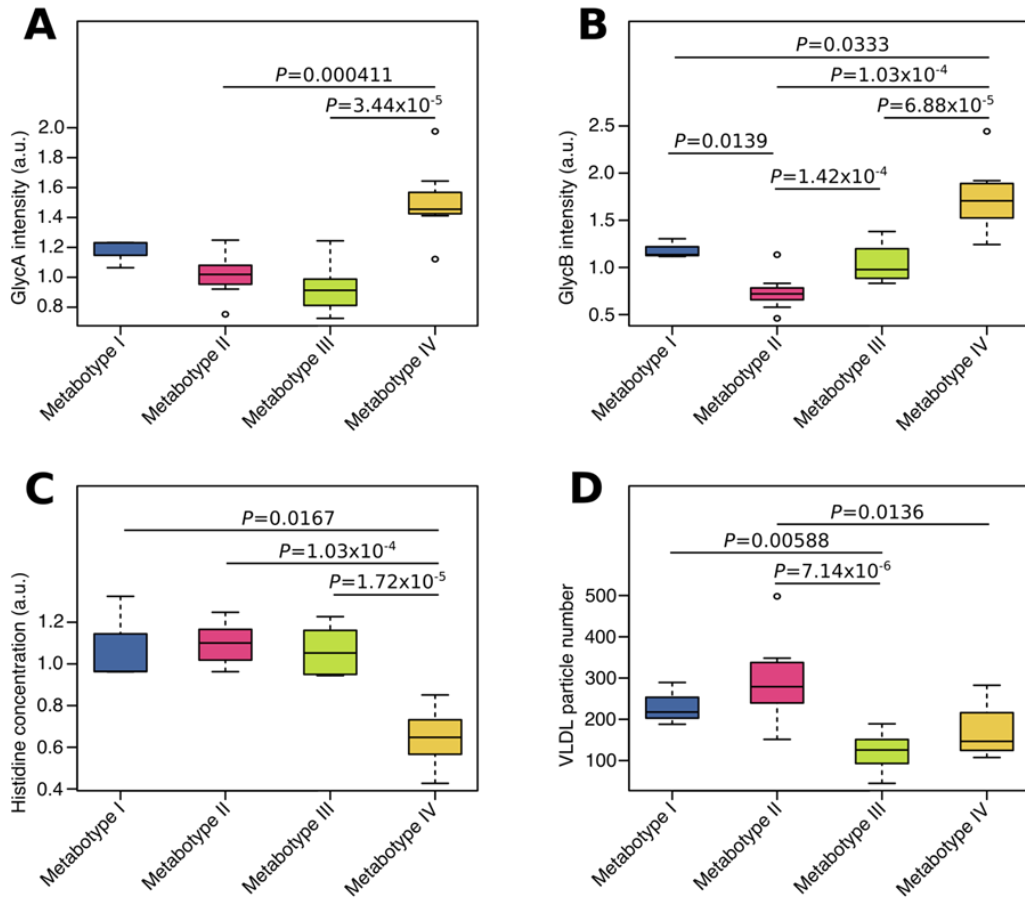 A
P=0.000411
P=3.44x10⁻⁵
GlycA intensity (a.u.)
2.0
1.8
1.6
1.4
1.2
1.0
0.8
Metabotype I
Metabotype II
Metabotype III
Metabotype IV
B
P=0.0333
P=1.03x10⁻⁴
P=6.88x10⁻⁵
P=0.0139
P=1.42x10⁻⁴
GlycB intensity (a.u.)
2.5
2.0
1.5
1.0
0.5
Metabotype I
Metabotype II
Metabotype III
Metabotype IV
C
P=0.0167
P=1.03x10⁻⁴
P=1.72x10⁻⁵
Histidine concentration (a.u.)
1.2
1.0
0.8
0.6
0.4
Metabotype I
Metabotype II
Metabotype III
Metabotype IV
D
P=0.0136
P=0.00588
P=7.14x10⁻⁶
VLDL particle number
500
400
300
200
100
Metabotype I
Metabotype II
Metabotype III
Metabotype IV